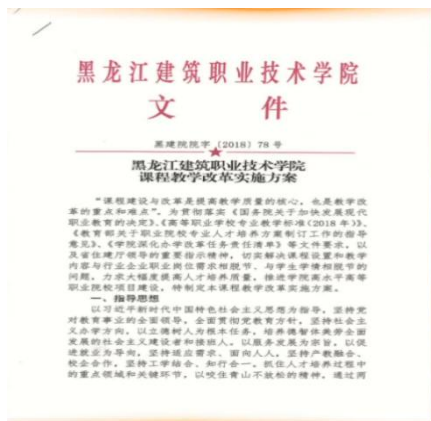 黑龙江建筑职业技术学院
文 件
黑建院院字〔2018〕78 号
黑龙江建筑职业技术学院
课程教学改革实施方案
“课程建设与改革是提高教学质量的核心，也是教学改
革的重点和难点”。为贯彻落实《国务院关于加快发展现代
职业教育的决定》、《高等职业学校专业教学标准（2018 年）》、
《教育部关于职业院校专业人才培养方案制订工作的指导
意见》、《学院深化办学改革任务责任清单》等文件要求，以
及省住建厅领导的重要指示精神，切实解决课程设置和教学
内容与行业企业职业岗位需求相脱节、与学生学情相脱节的
问题，力求大幅度提高人才培养质量，推进学院高水平高等
职业院校项目建设，特制定本课程教学改革实施方案。
一、指导思想
以习近平新时代中国特色社会主义思想为指导，坚持党
对教育事业的全面领导，全面贯彻党教育方针，坚持社会主
义办学方向，以立德树人为根本任务，培养德智体美劳全面
发展的社会主义建设者和接班人。以服务发展为宗旨，以促
进就业为导向，坚持适应需求、面向人人，坚持产教融合、
校企合作，坚持工学结合、知行合一。抓住人才培养过程中
的重点领域和关键环节，以咬住青山不放松的精神，通过两